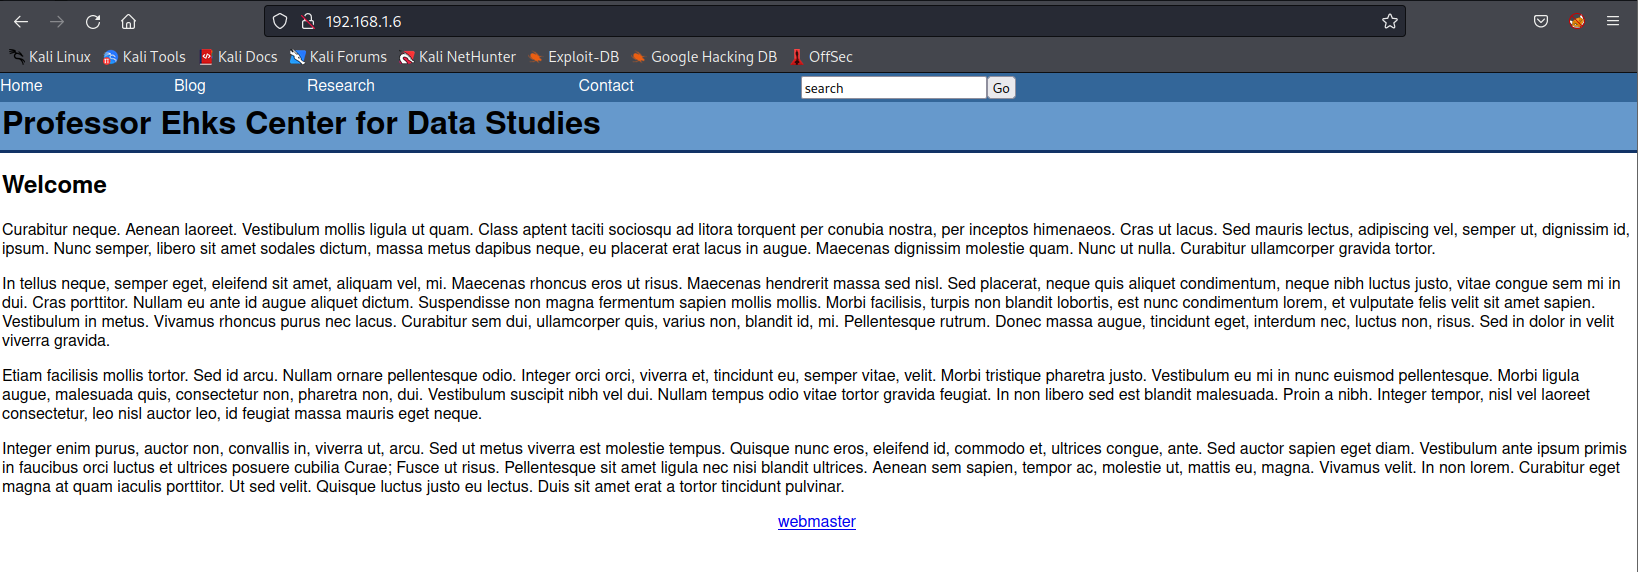 192.168.1.6
Kali Linux Kali Tools Kali Docs Kali Forums Kali NetHunter Exploit-DB Google Hacking DB OffSec
Home Blog Research Contact search Go
Professor Ehks Center for Data Studies
Welcome
Curabitur neque. Aenean laoreet. Vestibulum mollis ligula ut quam. Class aptent taciti sociosqu ad litora torquent per conubia nostra, per inceptos himenaeos. Cras ut lacus. Sed mauris lectus, adipiscing vel, semper ut, dignissim id,
ipsum. Nunc semper, libero sit amet sodales dictum, massa metus dapibus neque, eu placerat erat lacus in augue. Maecenas dignissim molestie quam. Nunc ut nulla. Curabitur ullamcorper gravida tortor.
In tellus neque, semper eget, eleifend sit amet, aliquam vel, mi. Maecenas rhoncus eros ut risus. Maecenas hendrerit massa sed nisl. Sed placerat, neque quis aliquet condimentum, neque nibh luctus justo, vitae congue sem mi in
dui. Cras porttitor. Nullam eu ante id augue aliquet dictum. Suspendisse non magna fermentum sapien mollis mollis. Morbi facilisis, turpis non blandit lobortis, est nunc condimentum lorem, et vulputate felis velit sit amet sapien.
Vestibulum in metus. Vivamus rhoncus purus nec lacus. Curabitur sem dui, ullamcorper quis, varius non, blandit id, mi. Pellentesque rutrum. Donec massa augue, tincidunt eget, interdum nec, luctus non, risus. Sed in dolor in velit
viverra gravida.
Etiam facilisis mollis tortor. Sed id arcu. Nullam ornare pellentesque odio. Integer orci orci, viverra et, tincidunt eu, semper vitae, velit. Morbi tristique pharetra justo. Vestibulum eu mi in nunc euismod pellentesque. Morbi ligula
augue, malesuada quis, consectetur non, pharetra non, dui. Vestibulum suscipit nibh vel dui. Nullam tempus odio vitae tortor gravida feugiat. In non libero sed est blandit malesuada. Proin a nibh. Integer tempor, nisl vel laoreet
consectetur, leo nisl auctor leo, id feugiat massa mauris eget neque.
Integer enim purus, auctor non, convallis in, viverra ut, arcu. Sed ut metus viverra est molestie tempus. Quisque nunc eros, eleifend id, commodo et, ultrices congue, ante. Sed auctor sapien eget diam. Vestibulum ante ipsum primis
in faucibus orci luctus et ultrices posuere cubilia Curae; Fusce ut risus. Pellentesque sit amet ligula nec nisi blandit ultrices. Aenean sem sapien, tempor ac, molestie ut, mattis eu, magna. Vivamus velit. In non lorem. Curabitur eget
magna at quam iaculis porttitor. Ut sed velit. Quisque luctus justo eu lectus. Duis sit amet erat a tortor tincidunt pulvinar.
webmaster